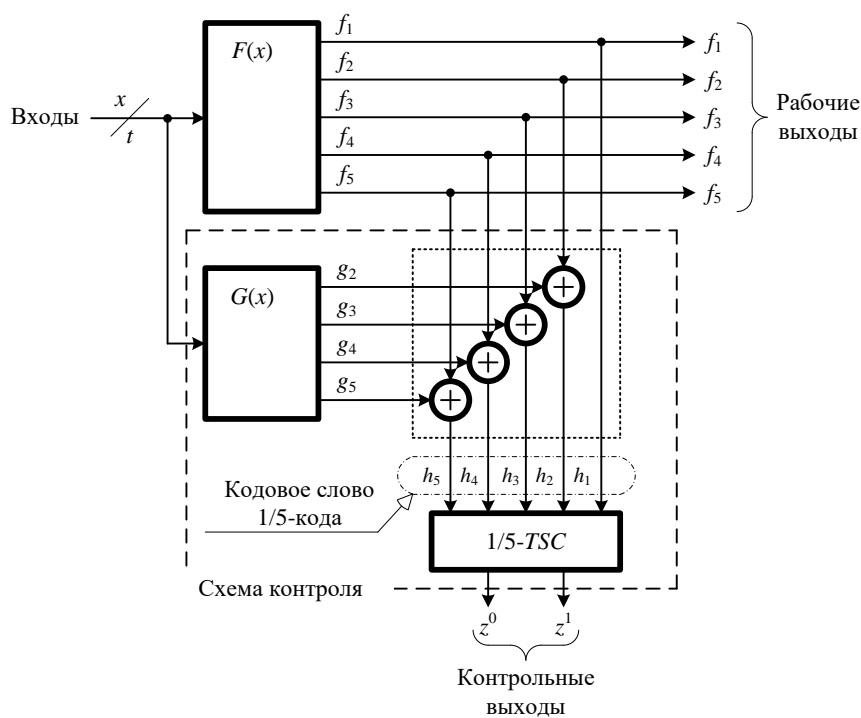 f₁
F(x)
f₁
f₂
f₂
x
f₃
f₃
Входы
Рабочие
выходы
t
f₄
f₄
f₅
f₅
g₂
G(x)
+
g₃
+
g₄
+
g₅
+
Кодовое слово
1/5-кода
h₅ h₄ h₃ h₂ h₁
1/5-TSC
Схема контроля
z⁰ z¹
Контрольные
выходы